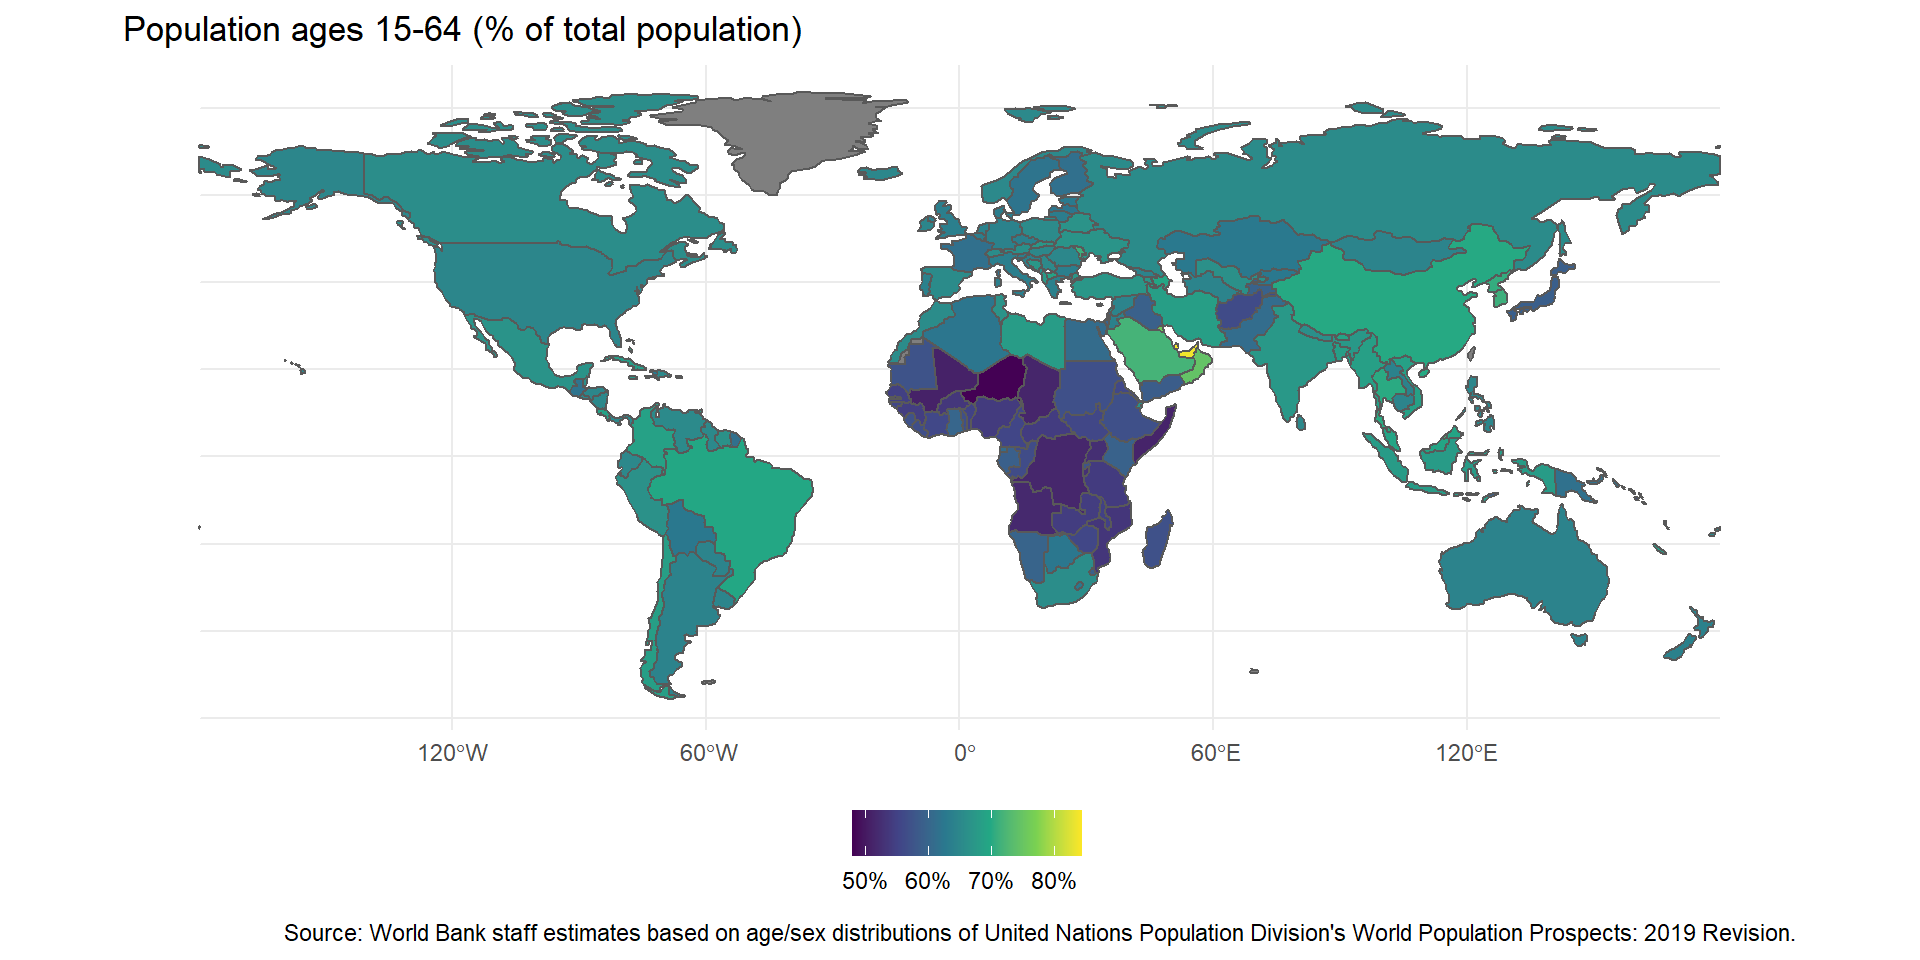 Population ages 15-64 (% of total population)
120°W 60°W 0° 60°E 120°E
50% 60% 70% 80%
Source: World Bank staff estimates based on age/sex distributions of United Nations Population Division's World Population Prospects: 2019 Revision.